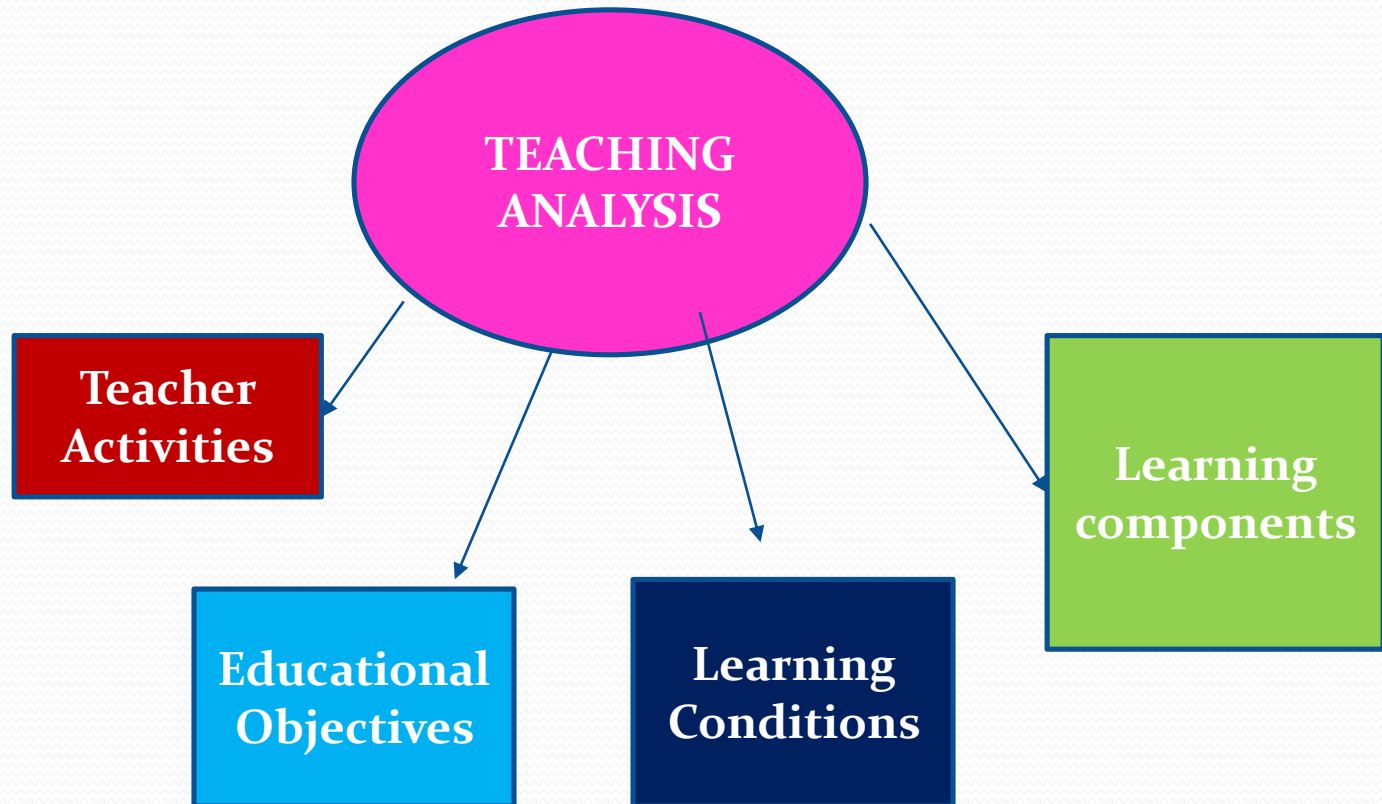 TEACHING
ANALYSIS
Teacher
Activities
Learning
components
Educational
Objectives
Learning
Conditions